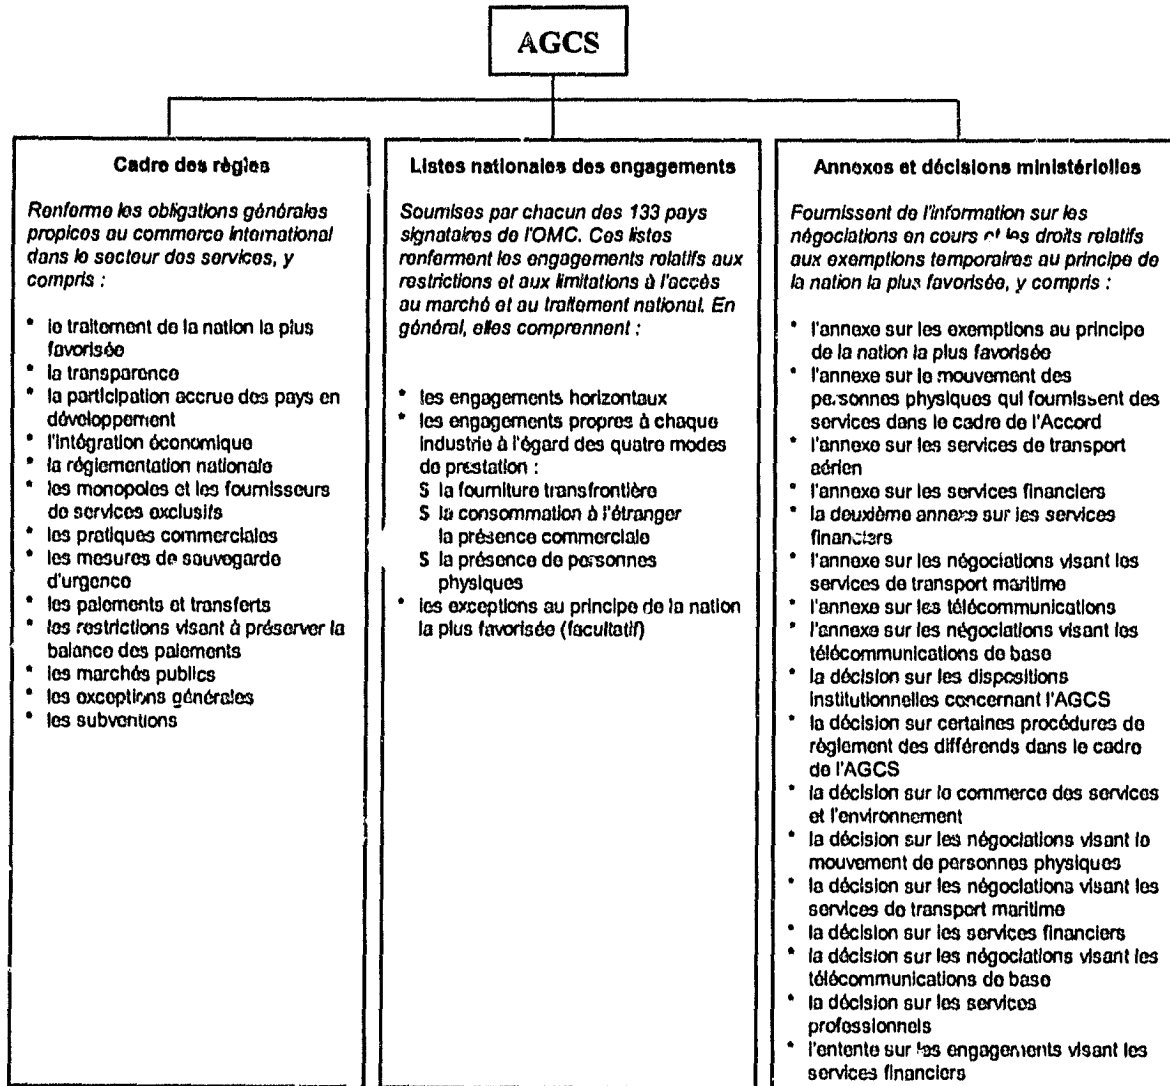 AGCS
Cadre des règles
Renferme les obligations générales
propices au commerce international
dans le secteur des services, y
compris :
* le traitement de la nation la plus
favorisée
* la transparence
* la participation accrue des pays en
développement
* l'intégration économique
* la réglementation nationale
* les monopoles et les fournisseurs
de services exclusifs
* les pratiques commerciales
* les mesures de sauvegarde
d'urgence
* les paiements et transferts
* les restrictions visant à préserver la
balance des paiements
* les marchés publics
* les exceptions générales
* les subventions
Listes nationales des engagements
Soumises par chacun des 133 pays
signataires de l'OMC. Ces listes
renferment les engagements relatifs aux
restrictions et aux limitations à l'accès
au marché et au traitement national. En
général, elles comprennent :
* les engagements horizontaux
* les engagements propres à chaque
industrie à l'égard des quatre modes
de prestation :
$ la fourniture transfrontière
$ la consommation à l'étranger
la présence commerciale
$ la présence de personnes
physiques
* les exceptions au principe de la nation
la plus favorisée (facultatif)
Annexes et décisions ministérielles
Fournissent de l'information sur les
négociations en cours et les droits relatifs
aux exemptions temporaires au principe de
la nation la plus favorisée, y compris :
* l'annexe sur les exemptions au principe
de la nation la plus favorisée
* l'annexe sur le mouvement des
personnes physiques qui fournissent des
services dans le cadre de l'Accord
* l'annexe sur les services de transport
aérien
* l'annexe sur les services financiers
* la deuxième annexe sur les services
financiers
* l'annexe sur les négociations visant les
services de transport maritime
* l'annexe sur les télécommunications
* l'annexe sur les négociations visant les
télécommunications de base
* la décision sur les dispositions
institutionnelles concernant l'AGCS
* la décision sur certaines procédures de
règlement des différends dans le cadre
de l'AGCS
* la décision sur le commerce des services
et l'environnement
* la décision sur les négociations visant le
mouvement de personnes physiques
* la décision sur les négociations visant les
services de transport maritime
* la décision sur les services financiers
* la décision sur les négociations visant les
télécommunications de base
* la décision sur les services
professionnels
* l'entente sur les engagements visant les
services financiers